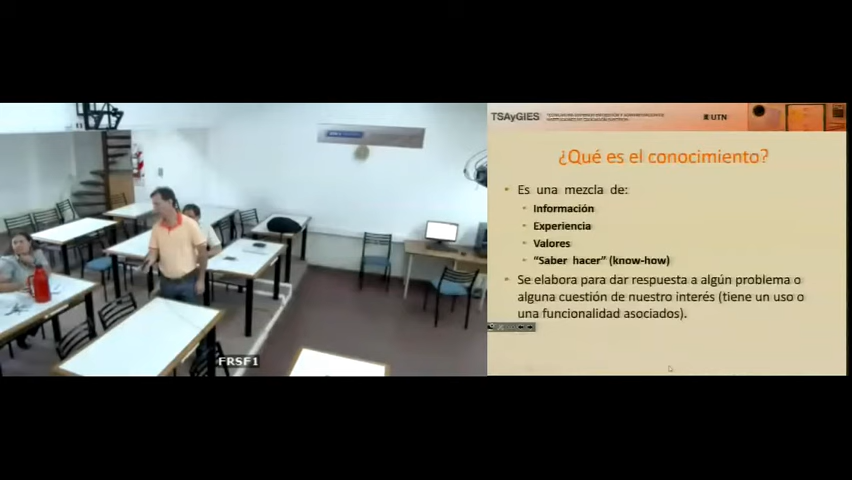 FRSF1
TSAyGIES
UTN
¿Qué es el conocimiento?
• Es una mezcla de:
• Información
• Experiencia
• Valores
• “Saber hacer” (know-how)
• Se elabora para dar respuesta a algún problema o
alguna cuestión de nuestro interés (tiene un uso o
una funcionalidad asociados).